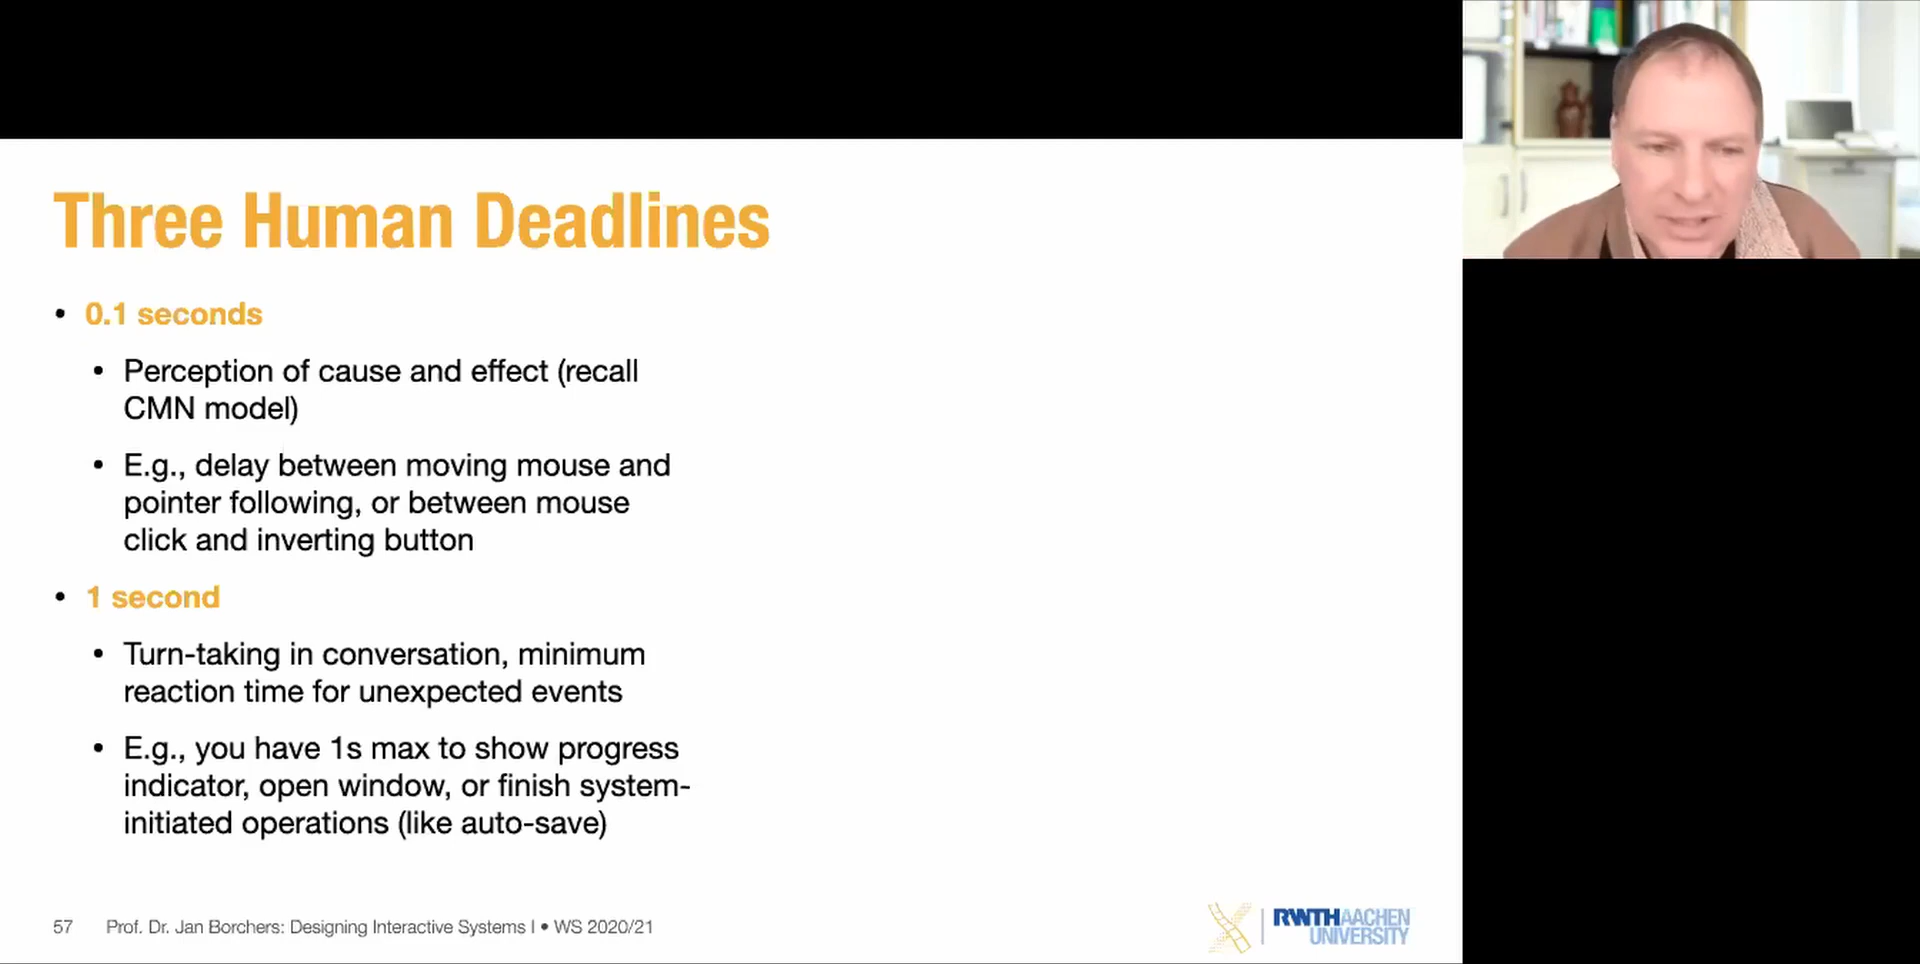 Three Human Deadlines
• 0.1 seconds
• Perception of cause and effect (recall
CMN model)
• E.g., delay between moving mouse and
pointer following, or between mouse
click and inverting button
• 1 second
• Turn-taking in conversation, minimum
reaction time for unexpected events
• E.g., you have 1s max to show progress
indicator, open window, or finish system-
initiated operations (like auto-save)
57 Prof. Dr. Jan Borchers: Designing Interactive Systems I • WS 2020/21
RWTHAACHEN
UNIVERSITY